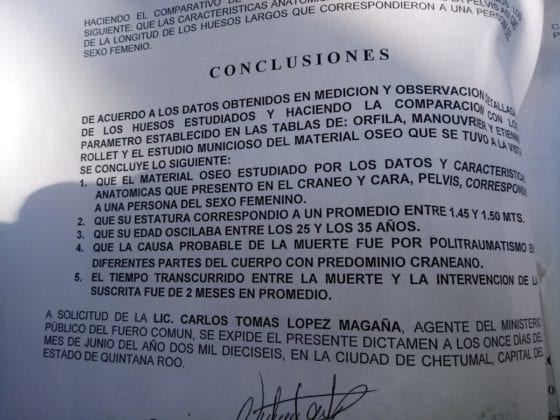 HACIENDO EL COMPARATIVO DE
SIGUIENTE: QUE LAS CARACTERISTICAS ANATOMIC
DE LA LONGITUD DE LOS HUESOS LARGOS QUE CORRESPONDIERON A UNA PERSONA
SEXO FEMENIO.
CONCLUSIONES
DE ACUERDO A LOS DATOS OBTENIDOS EN MEDICION Y OBSERVACION DETALLADA
DE LOS HUESOS ESTUDIADOS Y HACIENDO LA COMPARACION CON LOS
PARAMETRO ESTABLECIDO EN LAS TABLAS DE: ORFILA, MANOUVRIER Y ETIENNE
ROLLET Y EL ESTUDIO MUNICIOSO DEL MATERIAL OSEO QUE SE TUVO A LA VISTA
SE CONCLUYE LO SIGUIENTE:
1. QUE EL MATERIAL OSEO ESTUDIADO POR LOS DATOS Y CARACTERISTICAS
ANATOMICAS QUE PRESENTO EN EL CRANEO Y CARA, PELVIS, CORRESPONDE
A UNA PERSONA DEL SEXO FEMENINO.
2. QUE SU ESTATURA CORRESPONDIO A UN PROMEDIO ENTRE 1.45 Y 1.50 MTS.
3. QUE SU EDAD OSCILABA ENTRE LOS 25 Y LOS 35 AÑOS.
4. QUE LA CAUSA PROBABLE DE LA MUERTE FUE POR POLITRAUMATISMO EN
DIFERENTES PARTES DEL CUERPO CON PREDOMINIO CRANEANO.
5. EL TIEMPO TRANSCURRIDO ENTRE LA MUERTE Y LA INTERVENCION DE LA
SUSCRITA FUE DE 2 MESES EN PROMEDIO.
A SOLICITUD DE LA LIC. CARLOS TOMAS LOPEZ MAGAÑA, AGENTE DEL MINISTERIO
PÚBLICO DEL FUERO COMUN, SE EXPIDE EL PRESENTE DICTAMEN A LOS ONCE DÍAS DEL
MES DE JUNIO DEL AÑO DOS MIL DIECISEIS, EN LA CIUDAD DE CHETUMAL, CAPITAL DEL
ESTADO DE QUINTANA ROO.